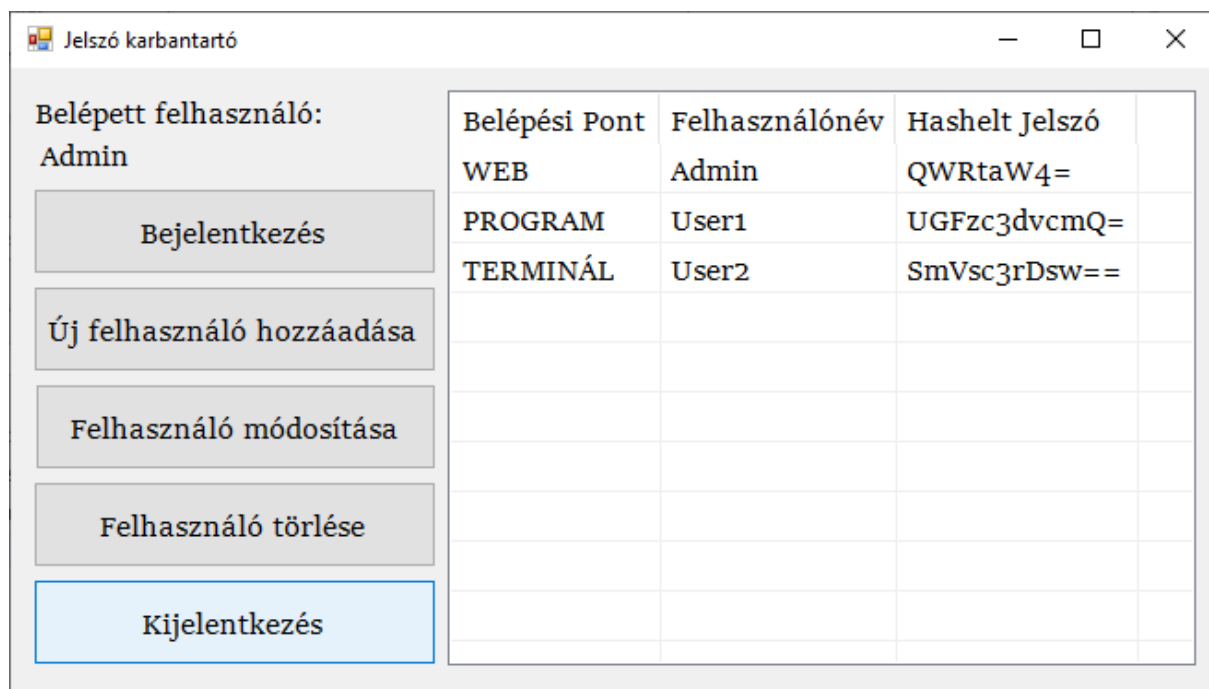 Jelszó karbantartó
Belépett felhasználó:
Admin
Bejelentkezés
Új felhasználó hozzáadása
Felhasználó módosítása
Felhasználó törlése
Kijelentkezés
Belépési Pont Felhasználónév Hashelt Jelszó
WEB Admin QWRtaW4=
PROGRAM User1 UGFzc3dvcmQ=
TERMINÁL User2 SmVsc3rDsw==